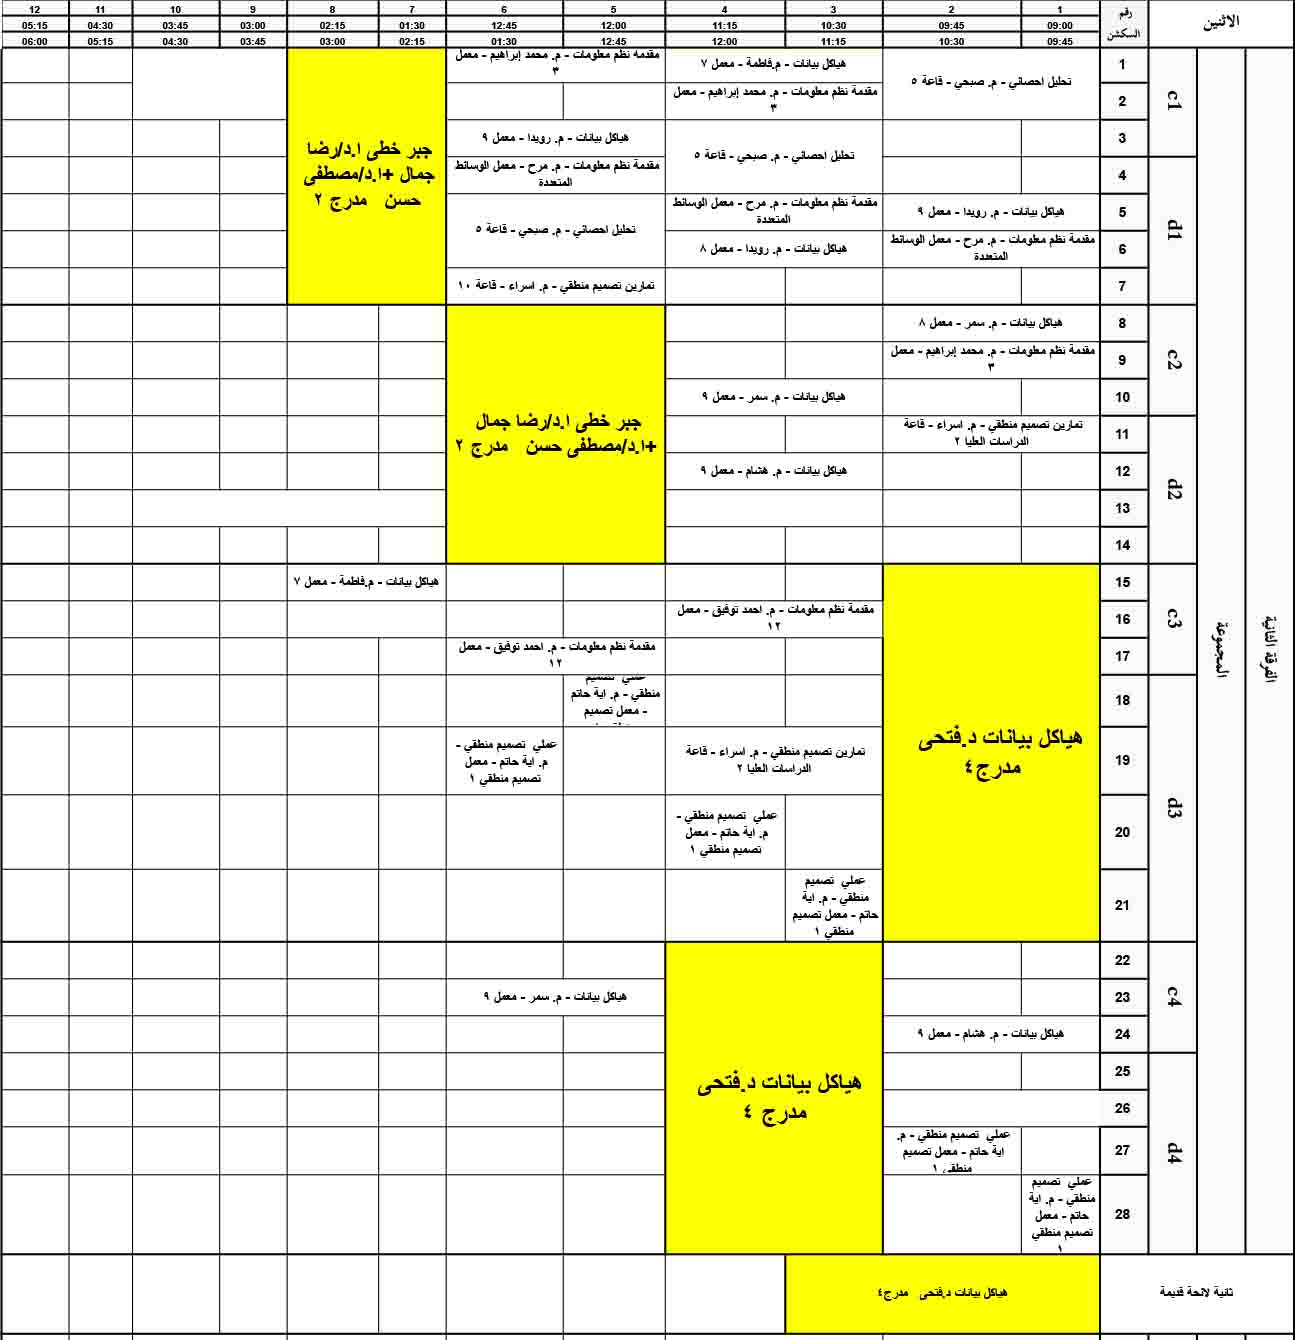 الاثنين
رقم
السكشن
1 2 3 4 5 6 7 8 9 10 11 12
09:00 09:45 10:30 11:15 12:00 12:45 01:30 02:15 03:00 03:45 04:30 05:15
09:45 10:30 11:15 12:00 12:45 01:30 02:15 03:00 03:45 04:30 05:15 06:00
الفرقة الثانية
المجموعة
c1
1
تحليل احصائي - م. صبحي - قاعة ٥
هياكل بيانات - م.فاطمة - معمل ٧
مقدمة نظم معلومات - م. محمد إبراهيم - معمل
٣
جبر خطى ا.د/رضا
جمال +ا.د/مصطفى
حسن مدرج ٢
2
مقدمة نظم معلومات - م. محمد إبراهيم - معمل
٣
3
تحليل احصائي - م. صبحي - قاعة ٥
هياكل بيانات - م. رويدا - معمل ٩
d1
4
مقدمة نظم معلومات - م. مرح - معمل الوسائط
المتعددة
5
هياكل بيانات - م. رويدا - معمل ٩
مقدمة نظم معلومات - م. مرح - معمل الوسائط
المتعددة
تحليل احصائي - م. صبحي - قاعة ٥
6
مقدمة نظم معلومات - م. مرح - معمل الوسائط
المتعددة
هياكل بيانات - م. رويدا - معمل ٨
7
تمارين تصميم منطقي - م. اسراء - قاعة ١٠
c2
8
هياكل بيانات - م. سمر - معمل ٨
جبر خطى ا.د/رضا جمال
+ا.د/مصطفى حسن مدرج ٢
9
مقدمة نظم معلومات - م. محمد إبراهيم - معمل
٣
10
هياكل بيانات - م. سمر - معمل ٩
d2
11
تمارين تصميم منطقي - م. اسراء - قاعة
الدراسات العليا ٢
12
هياكل بيانات - م. هشام - معمل ٩
13
14
c3
15
هياكل بيانات د.فتحى
مدرج٤
هياكل بيانات - م.فاطمة - معمل ٧
16
مقدمة نظم معلومات - م. احمد توفيق - معمل
١٢
17
مقدمة نظم معلومات - م. احمد توفيق - معمل
١٢
d3
18
عملي تصميم
منطقي - م. اية حاتم
- معمل تصميم
19
تمارين تصميم منطقي - م. اسراء - قاعة
الدراسات العليا ٢
عملي تصميم منطقي -
م. اية حاتم - معمل
تصميم منطقي ١
20
عملي تصميم منطقي -
م. اية حاتم - معمل
تصميم منطقي ١
21
عملي تصميم
منطقي - م. اية
حاتم - معمل تصميم
منطقي ١
c4
22
هياكل بيانات د.فتحى
مدرج ٤
23
هياكل بيانات - م. سمر - معمل ٩
24
هياكل بيانات - م. هشام - معمل ٩
d4
25
26
27
عملي تصميم منطقي - م.
اية حاتم - معمل تصميم
منطقي ١
28
عملي تصميم
منطقي - م. اية
حاتم - معمل
تصميم منطقي
١
ثانية لائحة قديمة
هياكل بيانات د.فتحى مدرج٤